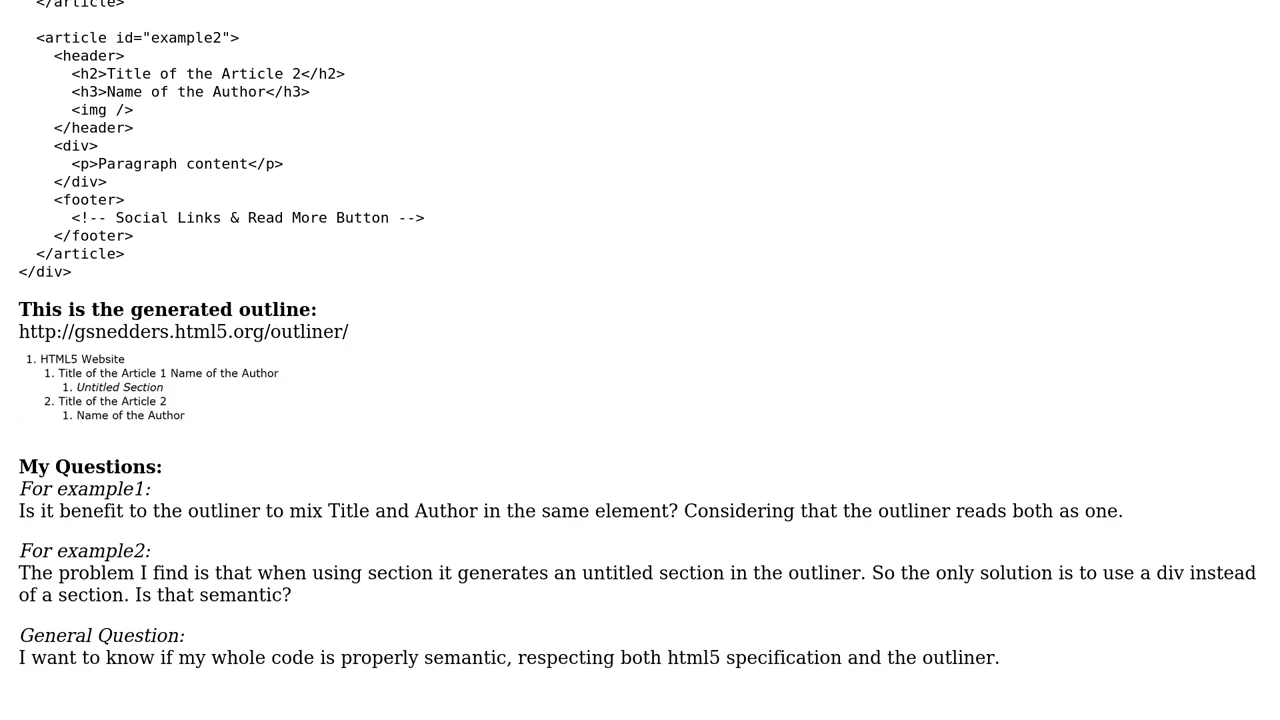 </article>
<article id="example2">
<header>
<h2>Title of the Article 2</h2>
<h3>Name of the Author</h3>
<img />
</header>
<div>
<p>Paragraph content</p>
</div>
<footer>
<!-- Social Links & Read More Button -->
</footer>
</article>
</div>
This is the generated outline:
http://gsnedders.html5.org/outliner/
1. HTML5 Website
1. Title of the Article 1 Name of the Author
1. Untitled Section
2. Title of the Article 2
1. Name of the Author
My Questions:
For example1:
Is it benefit to the outliner to mix Title and Author in the same element? Considering that the outliner reads both as one.
For example2:
The problem I find is that when using section it generates an untitled section in the outliner. So the only solution is to use a div instead
of a section. Is that semantic?
General Question:
I want to know if my whole code is properly semantic, respecting both html5 specification and the outliner.